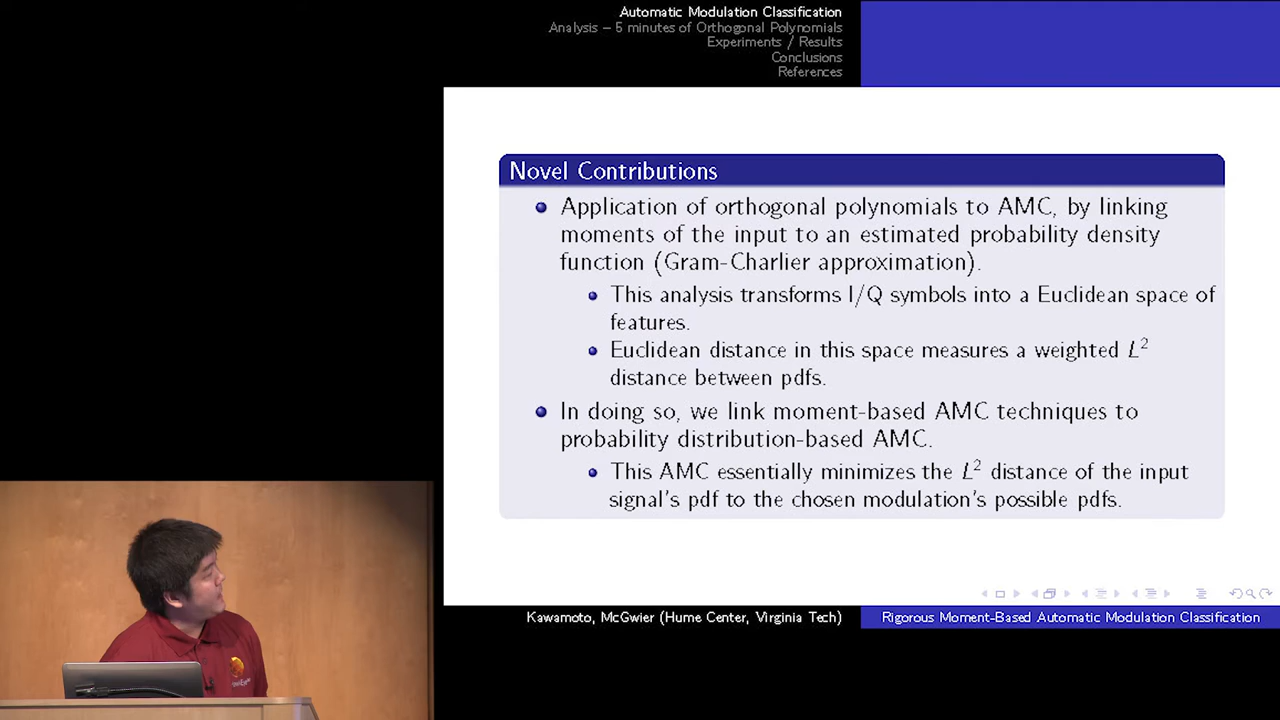 Automatic Modulation Classification
Analysis – 5 minutes of Orthogonal Polynomials
Experiments / Results
Conclusions
References
Novel Contributions
Application of orthogonal polynomials to AMC, by linking
moments of the input to an estimated probability density
function (Gram-Charlier approximation).
This analysis transforms I/Q symbols into a Euclidean space of
features.
Euclidean distance in this space measures a weighted L²
distance between pdfs.
In doing so, we link moment-based AMC techniques to
probability distribution-based AMC.
This AMC essentially minimizes the L² distance of the input
signal's pdf to the chosen modulation's possible pdfs.
Kawamoto, McGwier (Hume Center, Virginia Tech)
Rigorous Moment-Based Automatic Modulation Classification